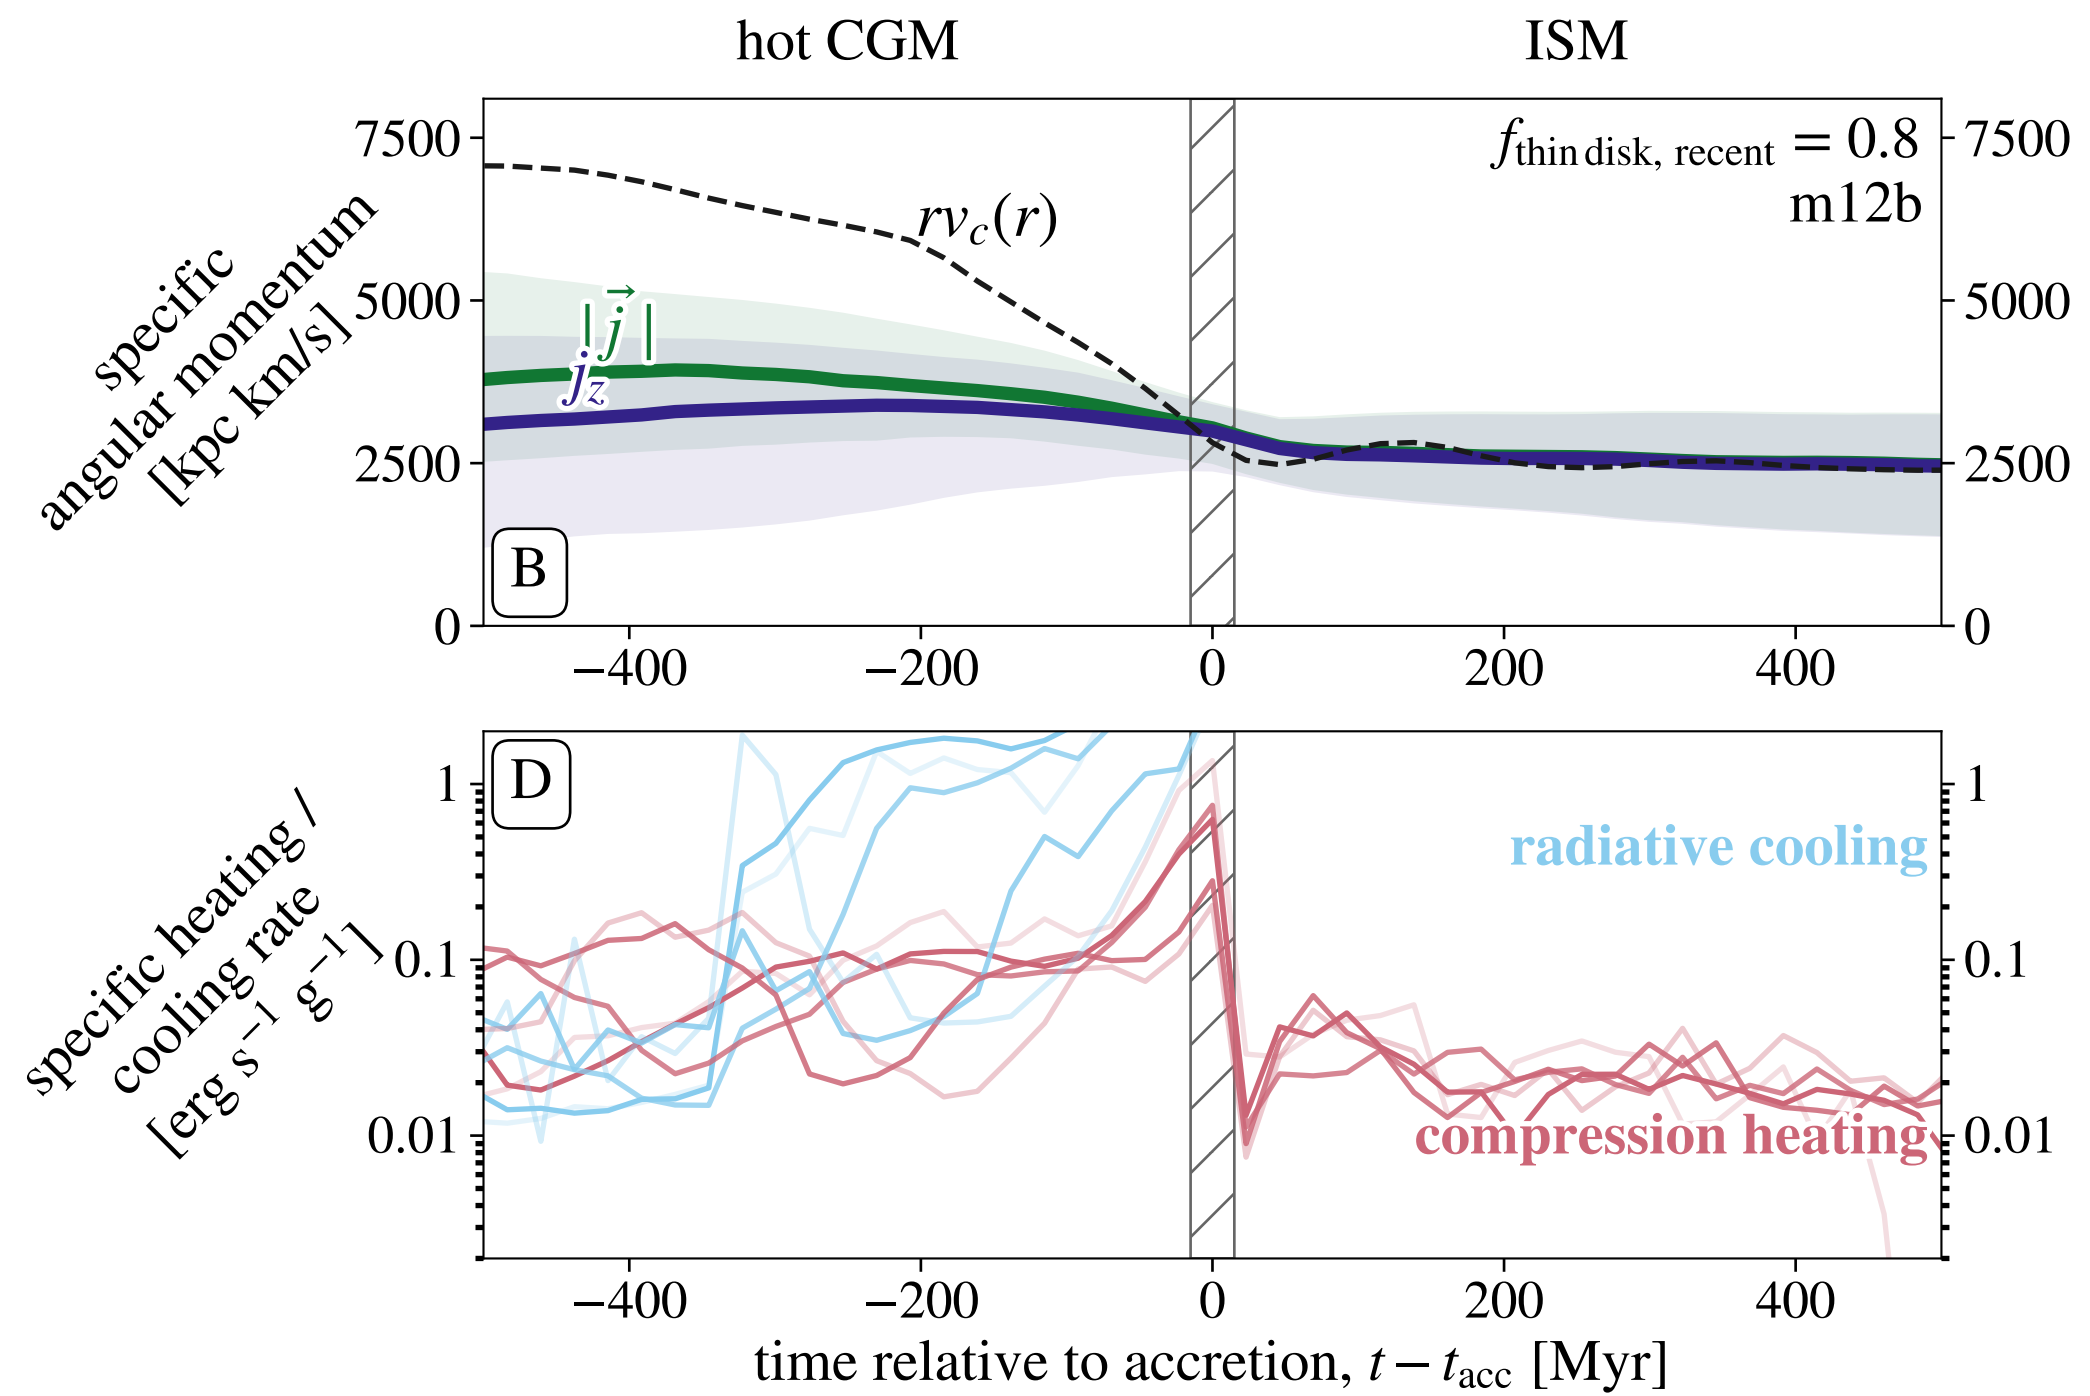 hot CGM
ISM
specific
angular momentum
[kpc km/s]
7500
5000
2500
0
rv_c(r)
|j⃗|
j_z
B
f_thin disk, recent = 0.8
m12b
7500
5000
2500
0
−400
−200
0
200
400
specific heating /
cooling rate
[erg s⁻¹ g⁻¹]
1
0.1
0.01
D
radiative cooling
compression heating
1
0.1
0.01
−400
−200
0
200
400
time relative to accretion, t − t_acc [Myr]